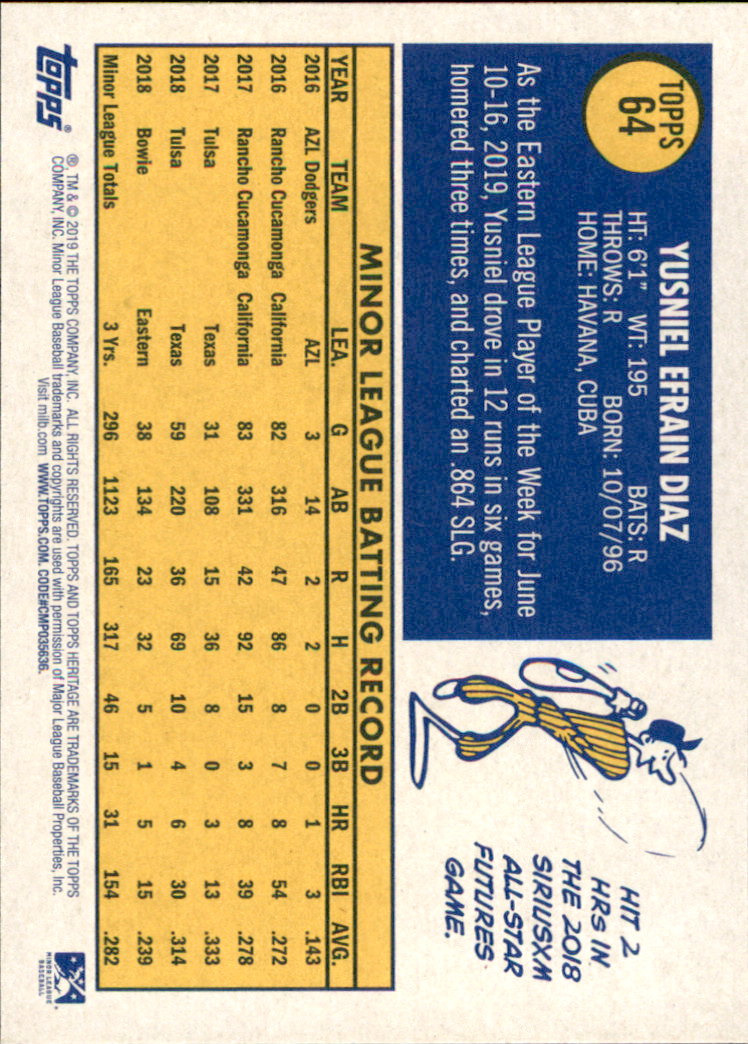 TOPPS
64
YUSNIEL EFRAIN DIAZ
HT: 6'1" WT: 195 BATS: R
THROWS: R BORN: 10/07/96
HOME: HAVANA, CUBA
As the Eastern League Player of the Week for June
10-16, 2019, Yusniel drove in 12 runs in six games,
homered three times, and charted an .864 SLG.
HIT 2
HRS IN
THE 2018
SIRIUSXM
ALL-STAR
FUTURES
GAME.
MINOR LEAGUE BATTING RECORD
YEAR TEAM LEA. G AB R H 2B 3B HR RBI AVG.
2016 AZL Dodgers AZL 3 14 2 2 0 0 1 3 .143
2016 Rancho Cucamonga California 82 316 47 86 8 7 8 54 .272
2017 Rancho Cucamonga California 83 331 42 92 15 3 8 39 .278
2017 Tulsa Texas 31 108 15 36 8 0 3 13 .333
2018 Tulsa Texas 59 220 36 69 10 4 6 30 .314
2018 Bowie Eastern 38 134 23 32 5 1 5 15 .239
Minor League Totals 3 Yrs. 296 1123 165 317 46 15 31 154 .282
topps®
®, TM & © 2019 THE TOPPS COMPANY, INC. ALL RIGHTS RESERVED. TOPPS AND TOPPS HERITAGE ARE TRADEMARKS OF THE TOPPS
COMPANY, INC. Minor League Baseball trademarks and copyrights are used with permission of Major League Baseball Properties, Inc.
Visit milb.com WWW.TOPPS.COM. CODE#CMP035636.
MINOR LEAGUE
BASEBALL